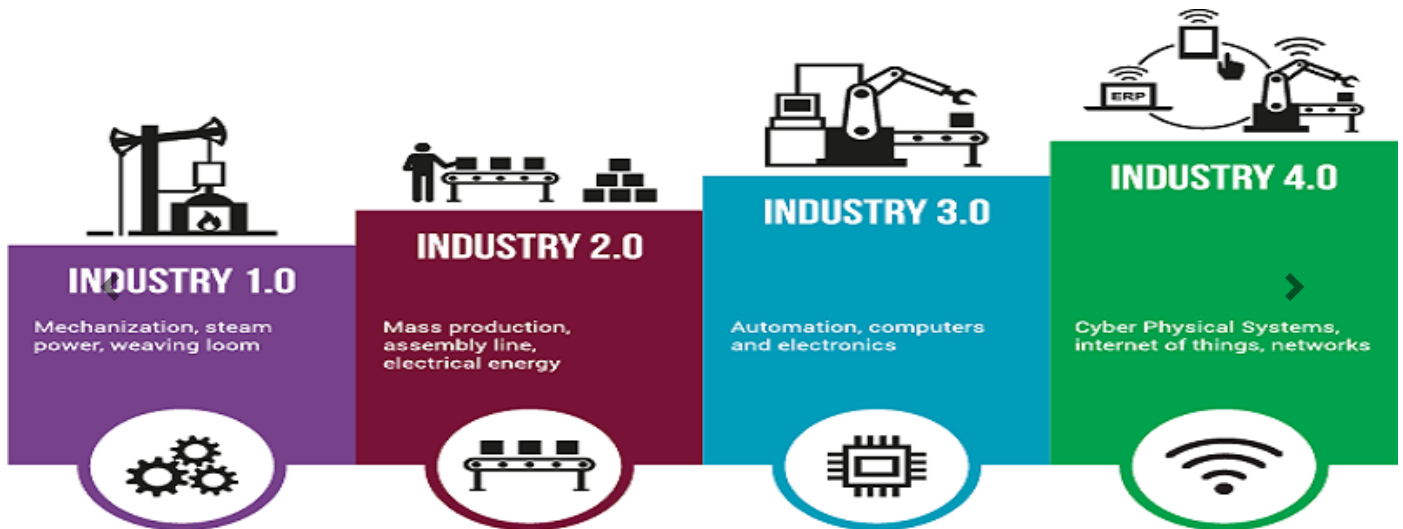 ERP
INDUSTRY 1.0
Mechanization, steam
power, weaving loom
INDUSTRY 2.0
Mass production,
assembly line,
electrical energy
INDUSTRY 3.0
Automation, computers
and electronics
INDUSTRY 4.0
Cyber Physical Systems,
internet of things, networks